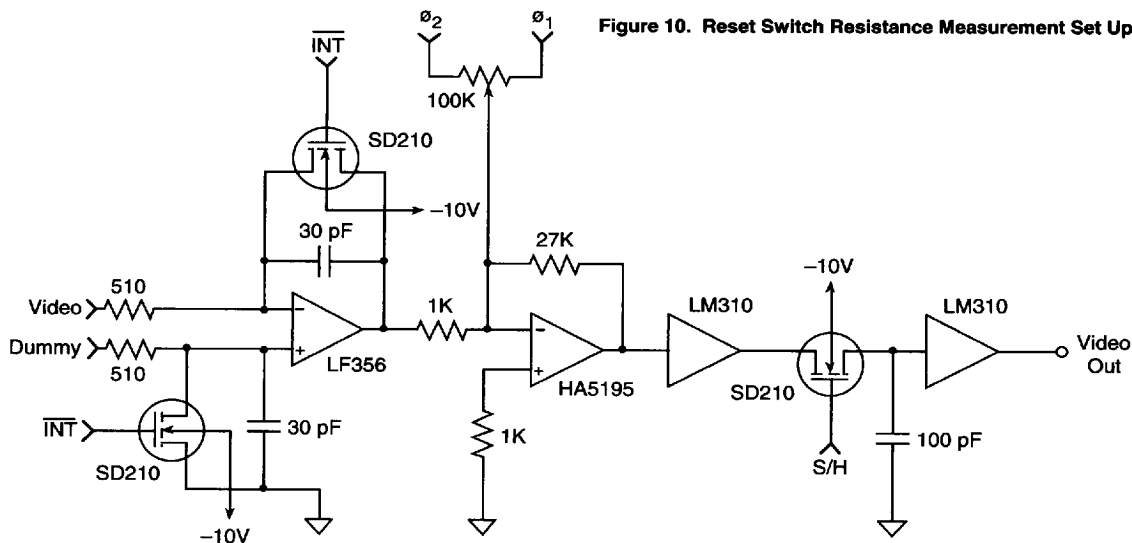 Figure 10. Reset Switch Resistance Measurement Set Up
ø2
ø1
INT
100K
SD210
–10V
30 pF
27K
510
Video
1K
–
+
LF356
Dummy
510
–
+
HA5195
LM310
–10V
LM310
Video
Out
SD210
INT
30 pF
1K
100 pF
SD210
S/H
–10V